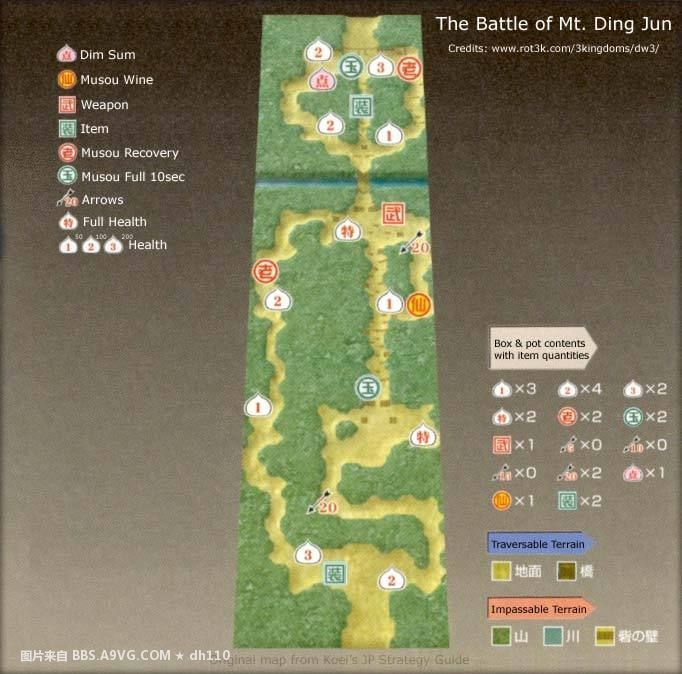 The Battle of Mt. Ding Jun
Credits: www.rot3k.com/3kingdoms/dw3/
点 Dim Sum
仙 Musou Wine
武 Weapon
装 Item
老 Musou Recovery
玉 Musou Full 10sec
20 Arrows
特 Full Health
1 50 2 100 3 200 Health
2
点
玉
3
老
装
2
1
武
特
20
老
2
1
仙
玉
1
特
20
3
装
2
Box & pot contents
with item quantities
1 ×3 2 ×4 3 ×2
特 ×2 老 ×2 玉 ×2
武 ×1 5 ×0 10 ×0
×0 20 ×2 点 ×1
仙 ×1 装 ×2
Traversable Terrain
地面 橋
Impassable Terrain
山 川 砦の壁
图片来自 BBS.A9VG.COM ★ dh110
Original map from Koei's JP Strategy Guide